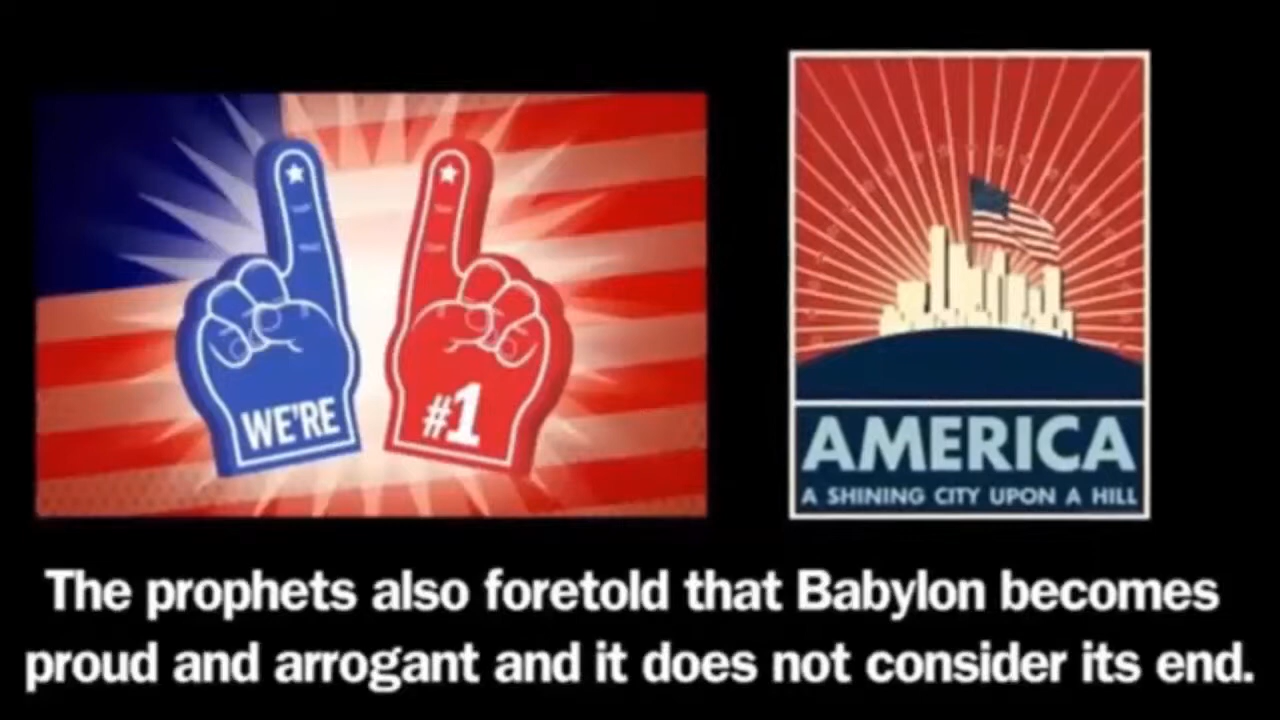 WE'RE
#1
AMERICA
A SHINING CITY UPON A HILL
The prophets also foretold that Babylon becomes
proud and arrogant and it does not consider its end.